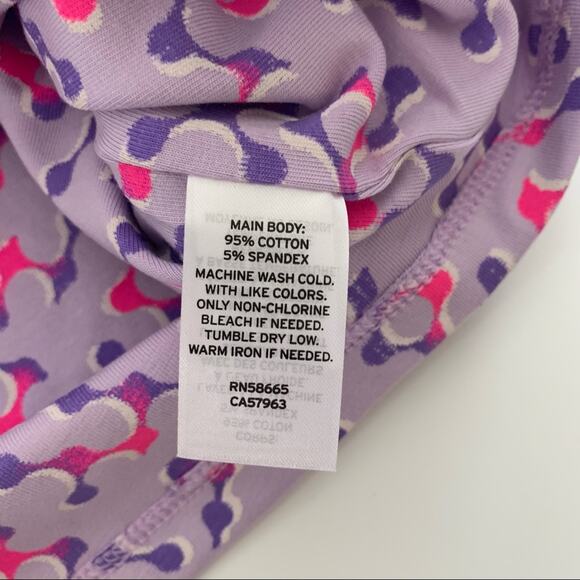 MAIN BODY:
95% COTTON
5% SPANDEX
MACHINE WASH COLD.
WITH LIKE COLORS.
ONLY NON-CHLORINE
BLEACH IF NEEDED.
TUMBLE DRY LOW.
WARM IRON IF NEEDED.
RN58665
CA57963